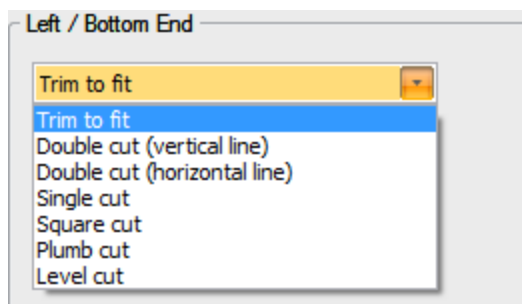 Left / Bottom End
Trim to fit
Trim to fit
Double cut (vertical line)
Double cut (horizontal line)
Single cut
Square cut
Plumb cut
Level cut